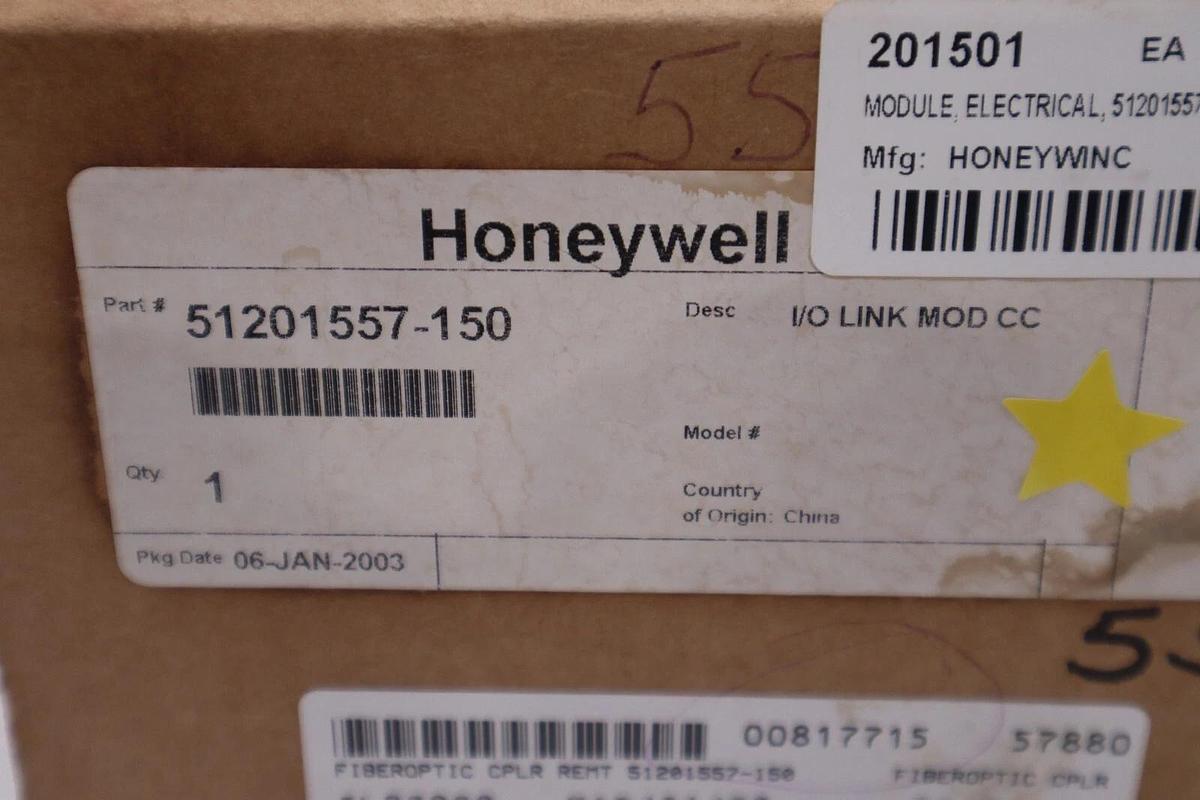 55
201501 EA
MODULE, ELECTRICAL, 51201557
Mfg: HONEYWINC
Honeywell
Part # 51201557-150
Desc I/O LINK MOD CC
Model #
Qty 1
Country
of Origin: China
Pkg Date 06-JAN-2003
55
00817715 57880
FIBEROPTIC CPLR REMT 51201557-150 FIBEROPTIC CPLR